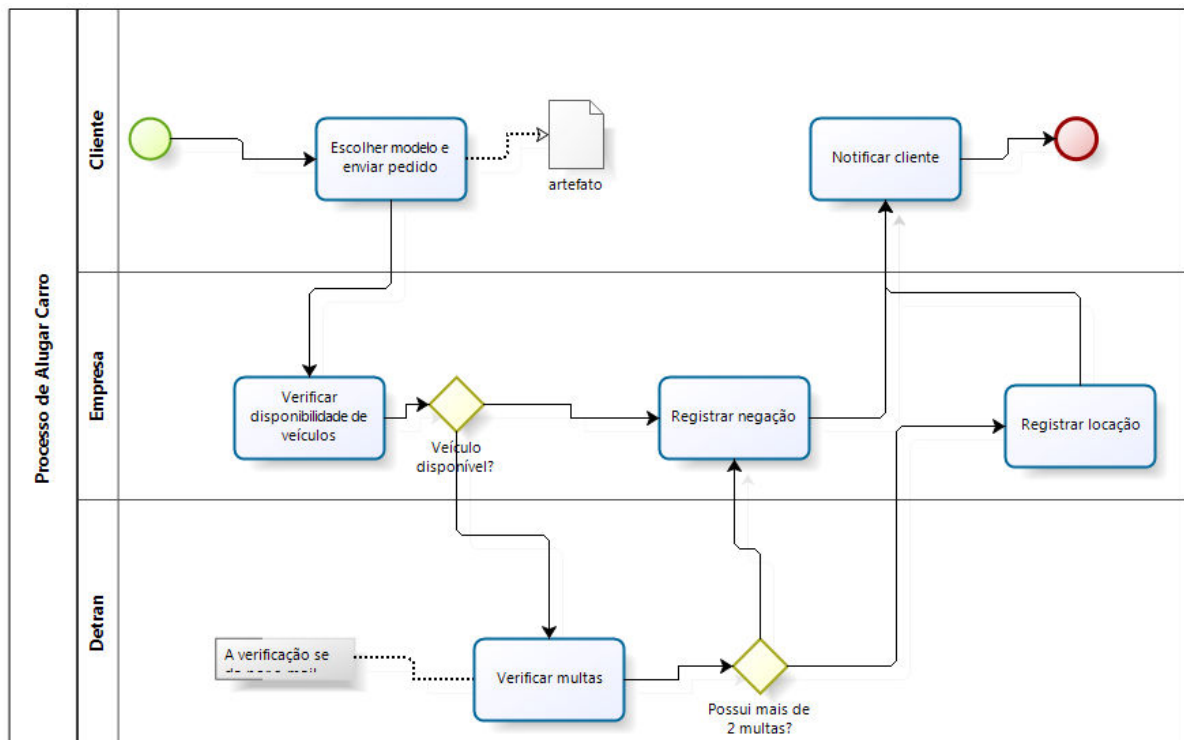 Processo de Alugar Carro
Cliente
Escolher modelo e
enviar pedido
artefato
Notificar cliente
Empresa
Verificar
disponibilidade de
veículos
Veículo
disponível?
Registrar negação
Registrar locação
Detran
A verificação se
Verificar multas
Possui mais de
2 multas?